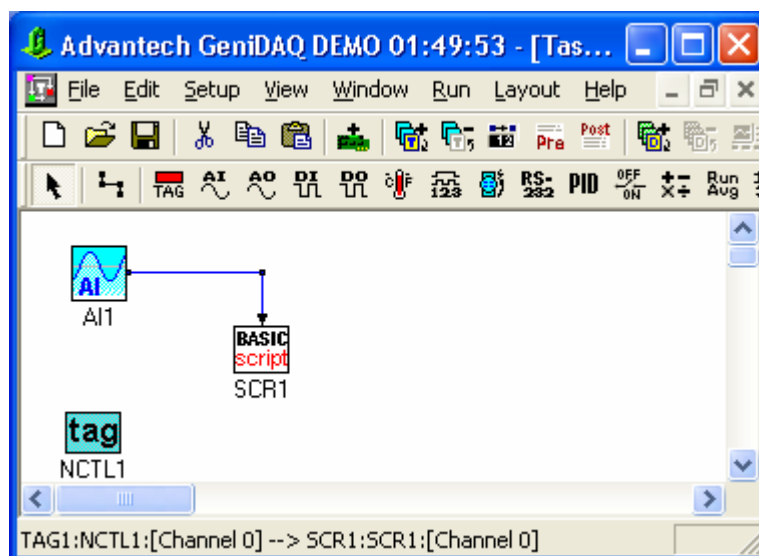 Advantech GeniDAQ DEMO 01:49:53 - [Tas...
File Edit Setup View Window Run Layout Help
T T Pre Post D D
TAG AI AO DI DO °F 123 RS-232 PID OFF/ON +-×÷ Run Avg
AI
AI1
BASIC
script
SCR1
tag
NCTL1
TAG1:NCTL1:[Channel 0] --> SCR1:SCR1:[Channel 0]